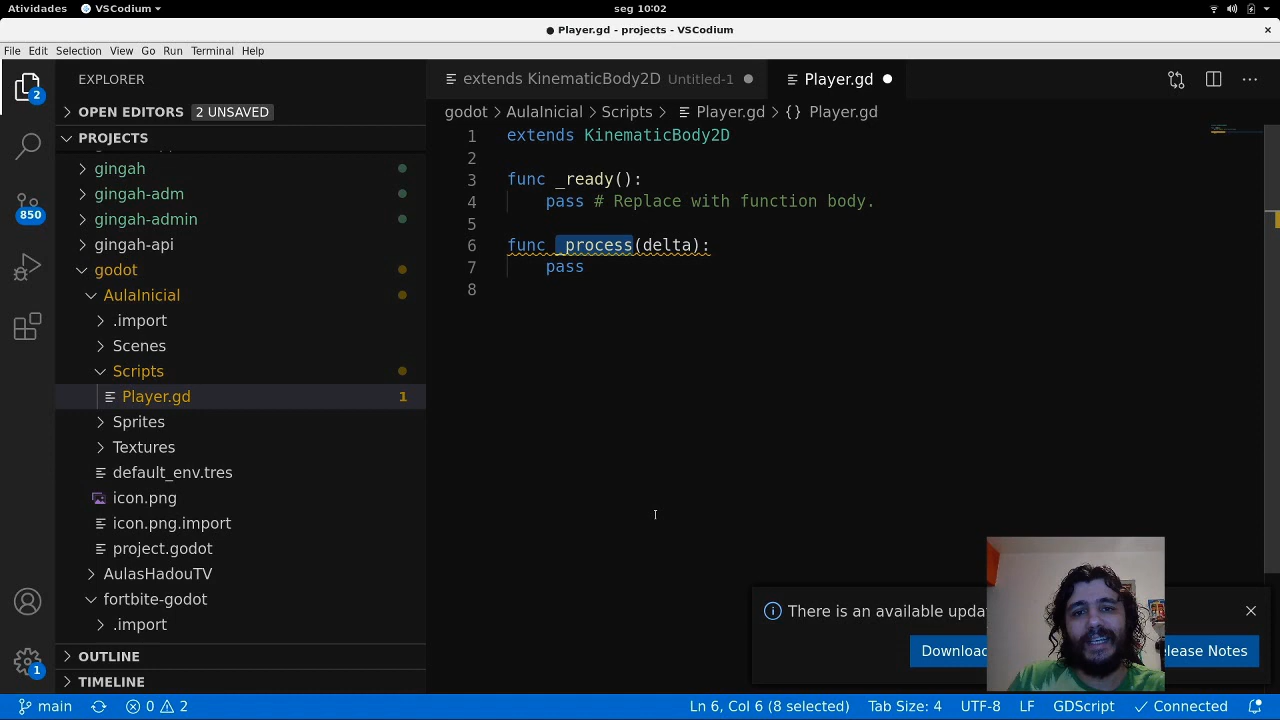 Atividades VSCodium seg 10:02
Player.gd - projects - VSCodium
File Edit Selection View Go Run Terminal Help
EXPLORER
OPEN EDITORS 2 UNSAVED
PROJECTS
gingah
gingah-adm
gingah-admin
gingah-api
godot
AulaInicial
.import
Scenes
Scripts
Player.gd 1
Sprites
Textures
default_env.tres
icon.png
icon.png.import
project.godot
AulasHadouTV
fortbite-godot
.import
OUTLINE
TIMELINE
2
850
1
extends KinematicBody2D Untitled-1 Player.gd
godot > AulaInicial > Scripts > Player.gd > {} Player.gd
1 extends KinematicBody2D
2
3 func _ready():
4 pass # Replace with function body.
5
6 func _process(delta):
7 pass
8
There is an available
Download
Notes
main 0 2 Ln 6, Col 6 (8 selected) Tab Size: 4 UTF-8 LF GDScript Connected